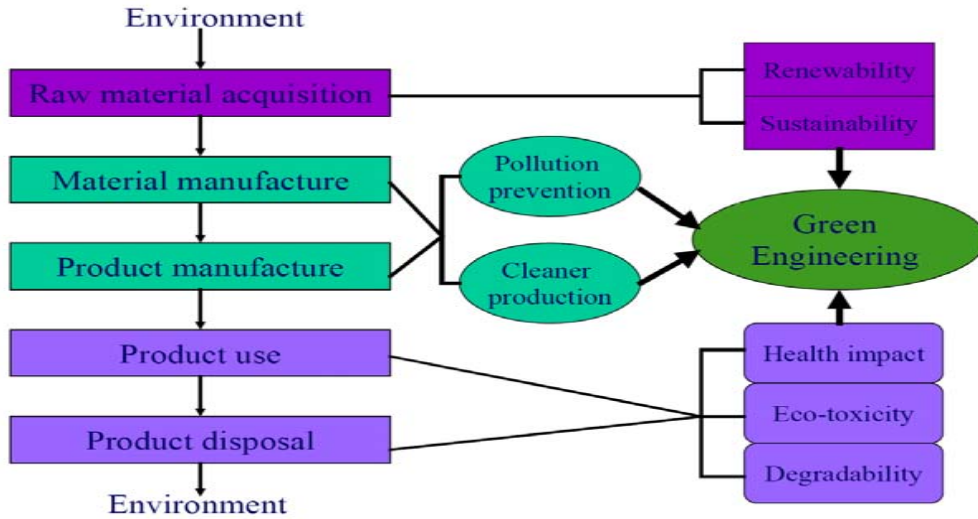 Environment
Raw material acquisition
Renewability
Sustainability
Material manufacture
Pollution
prevention
Green
Engineering
Product manufacture
Cleaner
production
Product use
Health impact
Product disposal
Eco-toxicity
Degradability
Environment